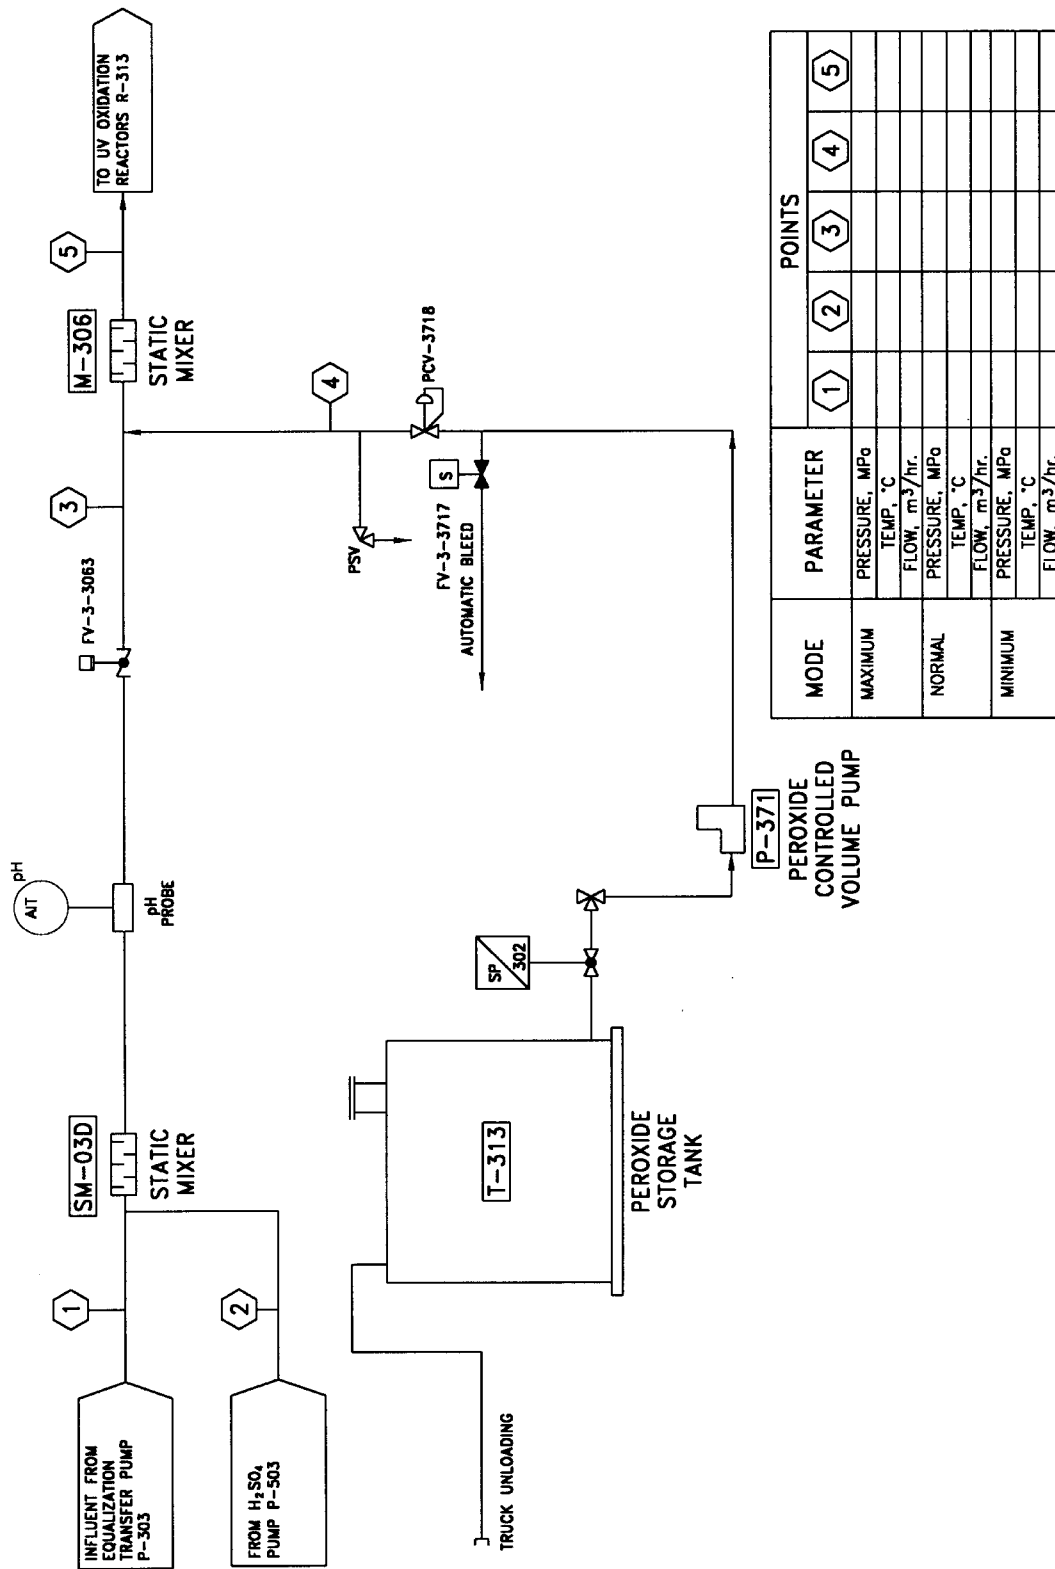 INFLUENT FROM
EQUALIZATION
TRANSFER PUMP
P-303
1
FROM H₂SO₄
PUMP P-503
2
SM-03D
STATIC
MIXER
AIT
pH
pH
PROBE
FV-3-3063
3
M-306
STATIC
MIXER
5
TO UV OXIDATION
REACTORS R-313
4
PSV
PCV-3718
S
FV-3-3717
AUTOMATIC BLEED
TRUCK UNLOADING
T-313
PEROXIDE
STORAGE
TANK
SP
302
P-371
PEROXIDE
CONTROLLED
VOLUME PUMP
MODE PARAMETER POINTS
1 2 3 4 5
MAXIMUM PRESSURE, MPa
TEMP, °C
FLOW, m³/hr.
NORMAL PRESSURE, MPa
TEMP, °C
FLOW, m³/hr.
MINIMUM PRESSURE, MPa
TEMP, °C
FLOW, m³/hr.